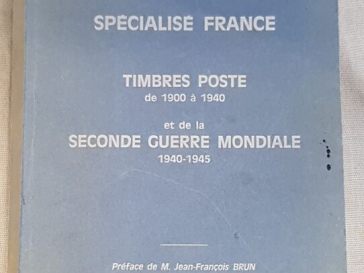 SPÉCIALISÉ FRANCE
TIMBRES POSTE
de 1900 à 1940
et de la
SECONDE GUERRE MONDIALE
1940-1945
Préface de M. Jean-François BRUN